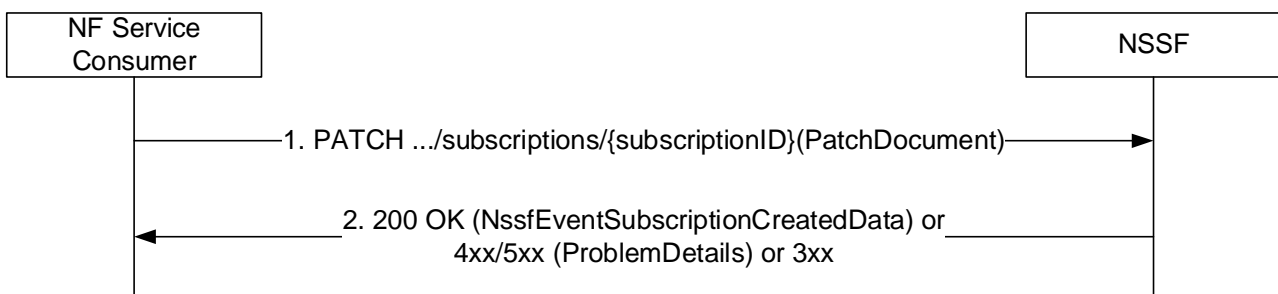 NF Service
Consumer
NSSF
1. PATCH .../subscriptions/{subscriptionID}(PatchDocument)
2. 200 OK (NssfEventSubscriptionCreatedData) or
4xx/5xx (ProblemDetails) or 3xx